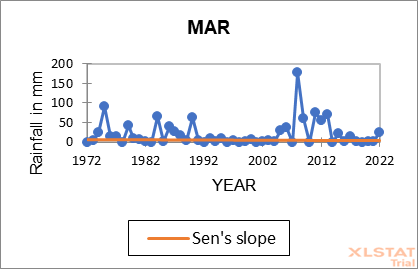 MAR
200
150
100
50
0
Rainfall in mm
1972 1982 1992 2002 2012 2022
YEAR
Sen's slope
XLSTAT
Trial